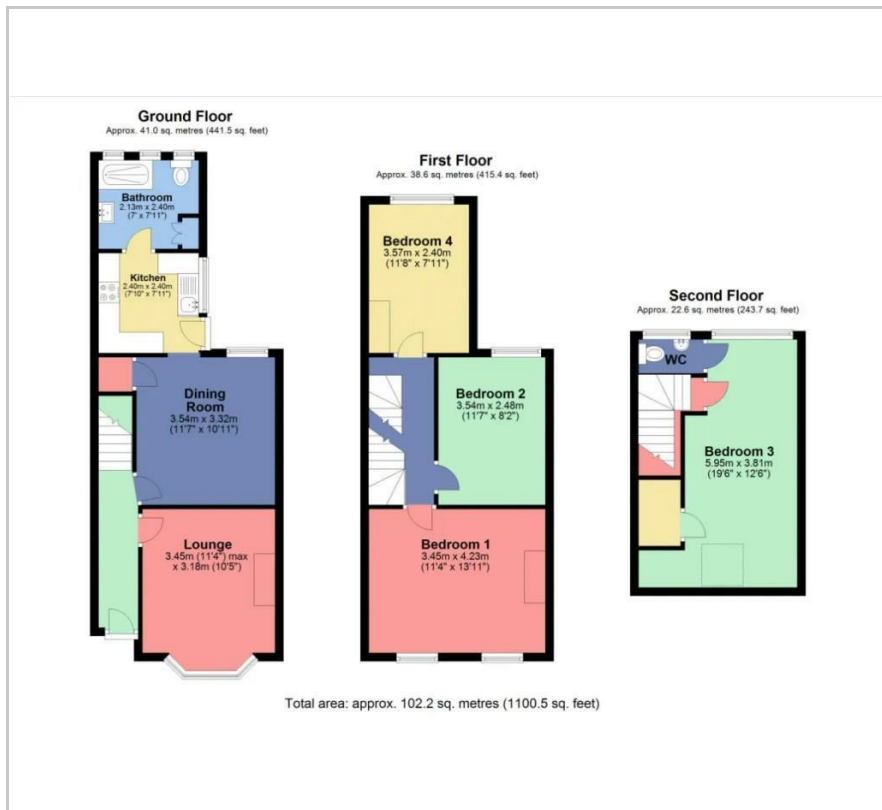 Ground Floor
Approx. 41.0 sq. metres (441.5 sq. feet)
Bathroom
2.13m x 2.40m
(7' x 7'11")
Kitchen
2.40m x 2.40m
(7'10" x 7'11")
Dining
Room
3.54m x 3.32m
(11'7" x 10'11")
Lounge
3.45m (11'4") max
x 3.18m (10'5")
First Floor
Approx. 38.6 sq. metres (415.4 sq. feet)
Bedroom 4
3.57m x 2.40m
(11'8" x 7'11")
Bedroom 2
3.54m x 2.48m
(11'7" x 8'2")
Bedroom 1
3.45m x 4.23m
(11'4" x 13'11")
Second Floor
Approx. 22.6 sq. metres (243.7 sq. feet)
WC
Bedroom 3
5.95m x 3.81m
(19'6" x 12'6")
Total area: approx. 102.2 sq. metres (1100.5 sq. feet)